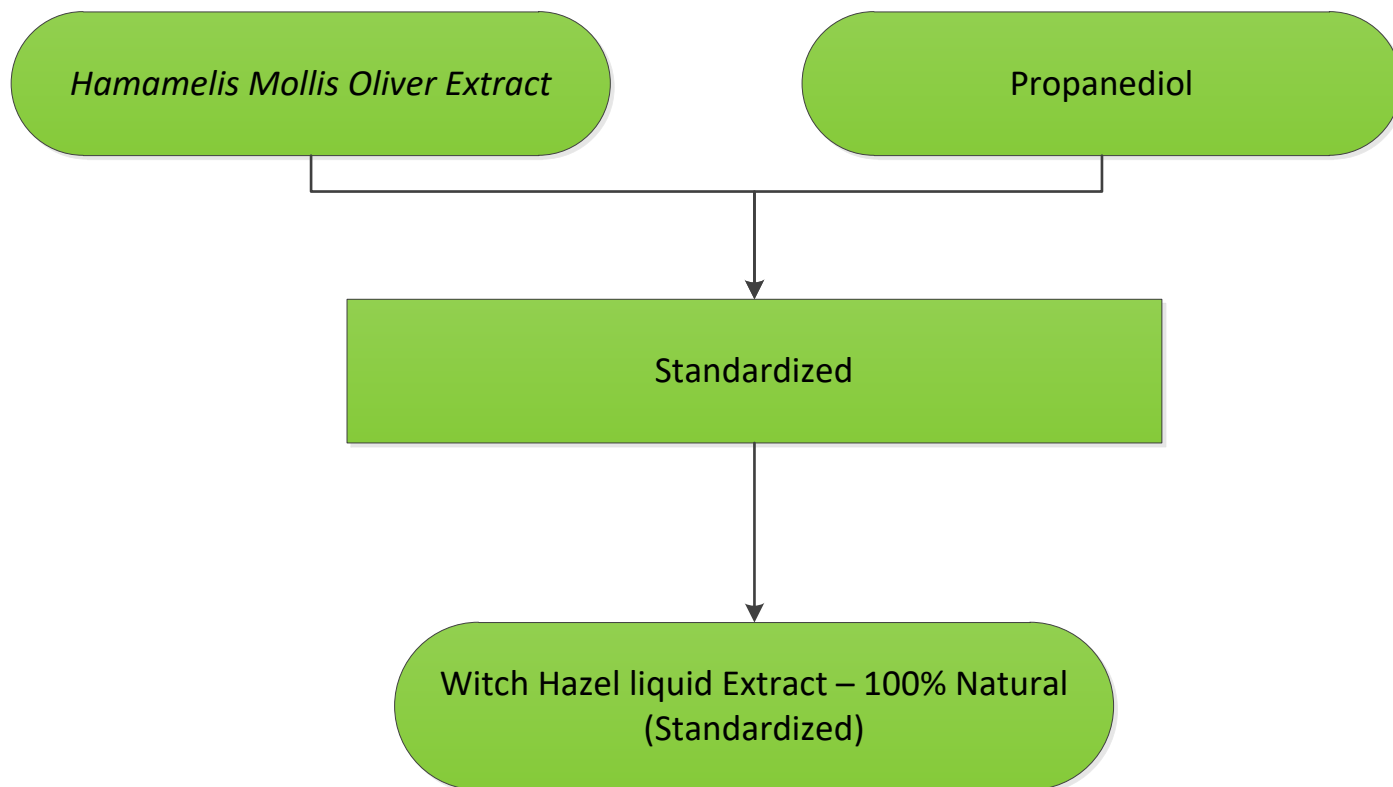 Hamamelis Mollis Oliver Extract
Propanediol
Standardized
Witch Hazel liquid Extract – 100% Natural
(Standardized)